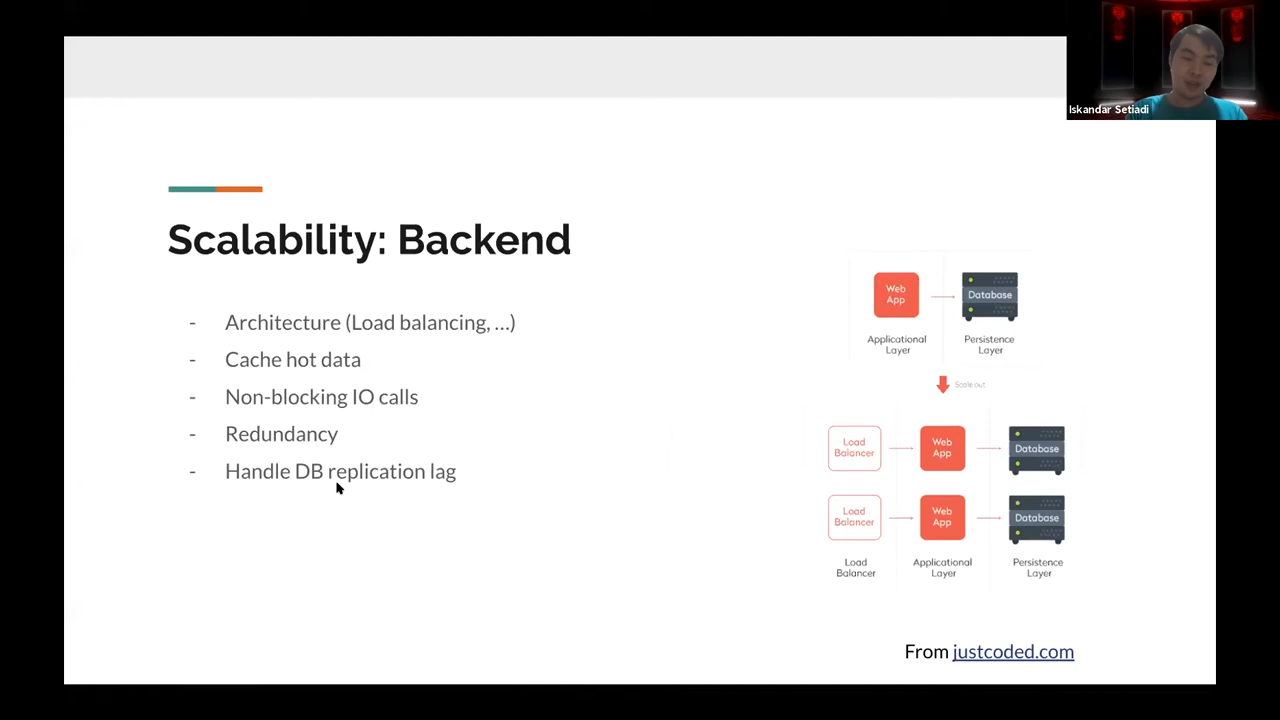 Iskandar Setiadi
Scalability: Backend
- Architecture (Load balancing, ...)
- Cache hot data
- Non-blocking IO calls
- Redundancy
- Handle DB replication lag
Web
App
Database
Applicational
Layer
Persistence
Layer
Scale out
Load
Balancer
Web
App
Database
Load
Balancer
Web
App
Database
Load
Balancer
Applicational
Layer
Persistence
Layer
From justcoded.com